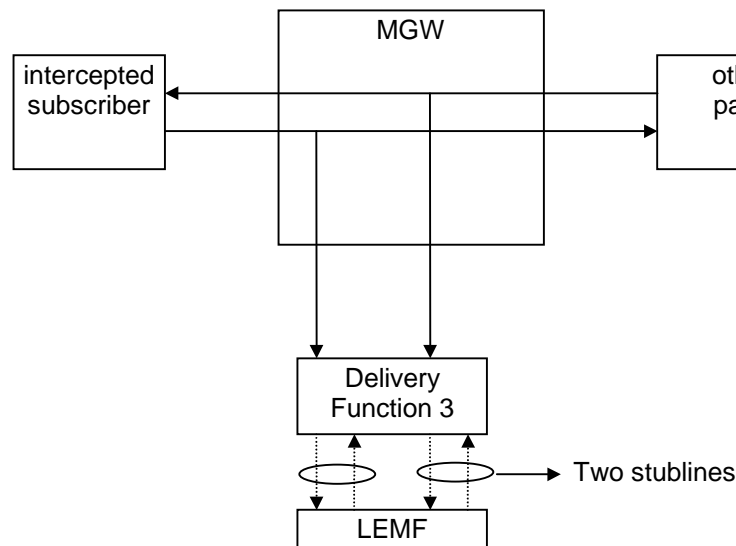 MGW
intercepted
subscriber
Delivery
Function 3
Two stublines
LEMF